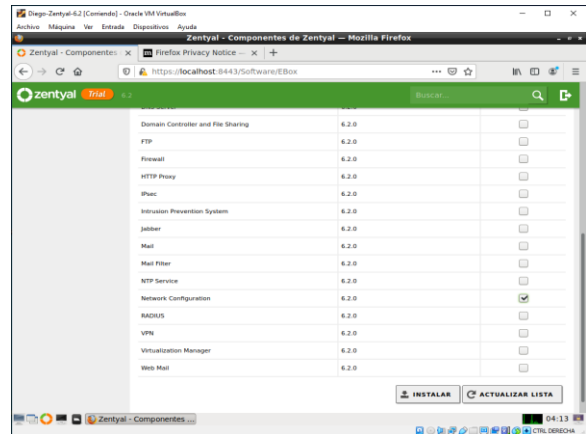 Diego-Zentyal-6.2 [Corriendo] - Oracle VM VirtualBox
Archivo Máquina Ver Entrada Dispositivos Ayuda
Zentyal - Componentes de Zentyal — Mozilla Firefox
Zentyal - Componentes
Firefox Privacy Notice —
https://localhost:8443/Software/EBox
zentyal Trial 6.2
Buscar...
Domain Controller and File Sharing 6.2.0
FTP 6.2.0
Firewall 6.2.0
HTTP Proxy 6.2.0
IPsec 6.2.0
Intrusion Prevention System 6.2.0
Jabber 6.2.0
Mail 6.2.0
Mail Filter 6.2.0
NTP Service 6.2.0
Network Configuration 6.2.0
RADIUS 6.2.0
VPN 6.2.0
Virtualization Manager 6.2.0
Web Mail 6.2.0
INSTALAR ACTUALIZAR LISTA
Zentyal - Componentes ... 04:13
CTRL DERECHA